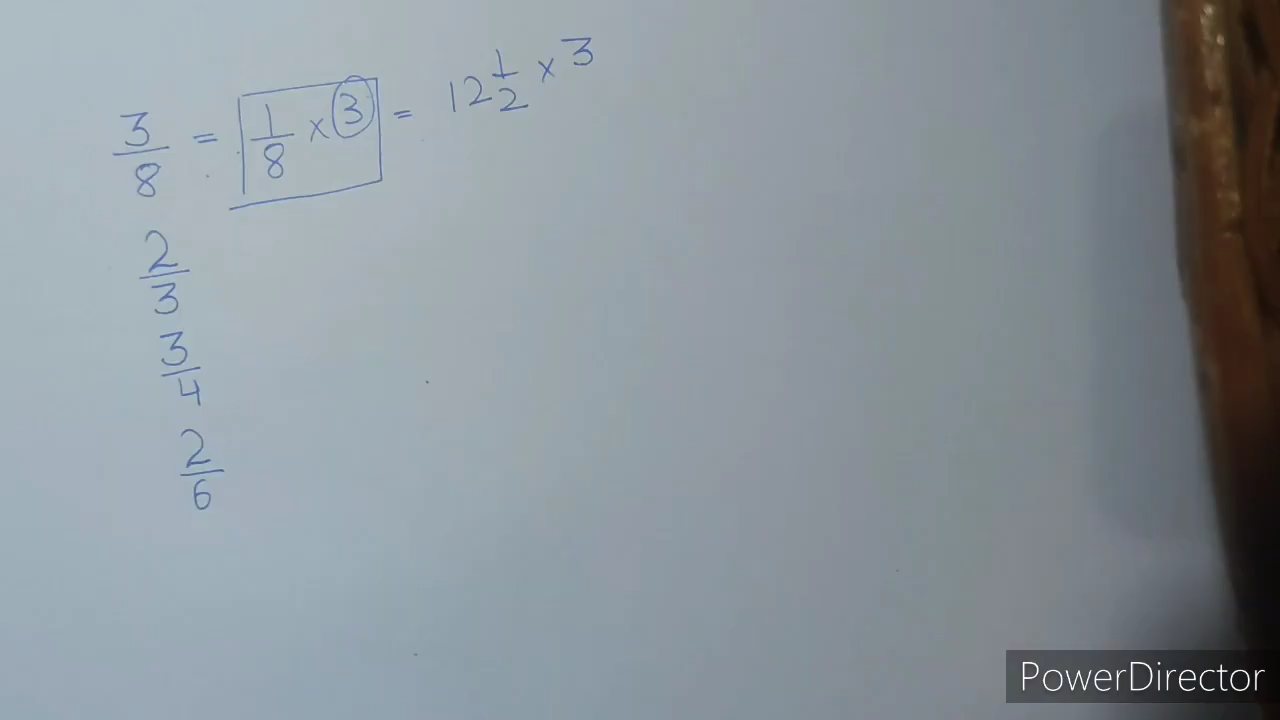 3/8 = 1/8 × 3 = 12 1/2 × 3
2/3
3/4
2/6
PowerDirector